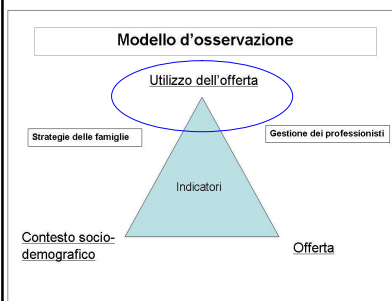 Modello d'osservazione
Utilizzo dell'offerta
Strategie delle famiglie
Gestione dei professionisti
Indicatori
Contesto socio-
demografico
Offerta